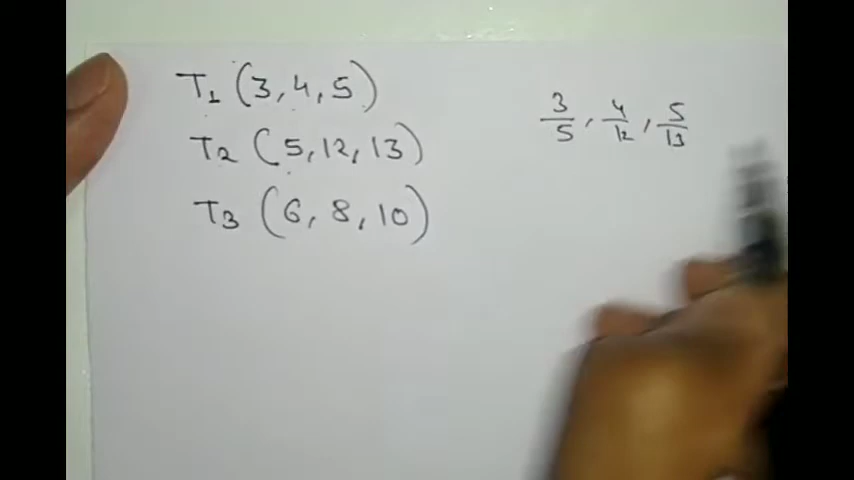 T1 (3, 4, 5)
3/5, 4/12, 5/13
T2 (5, 12, 13)
T3 (6, 8, 10)